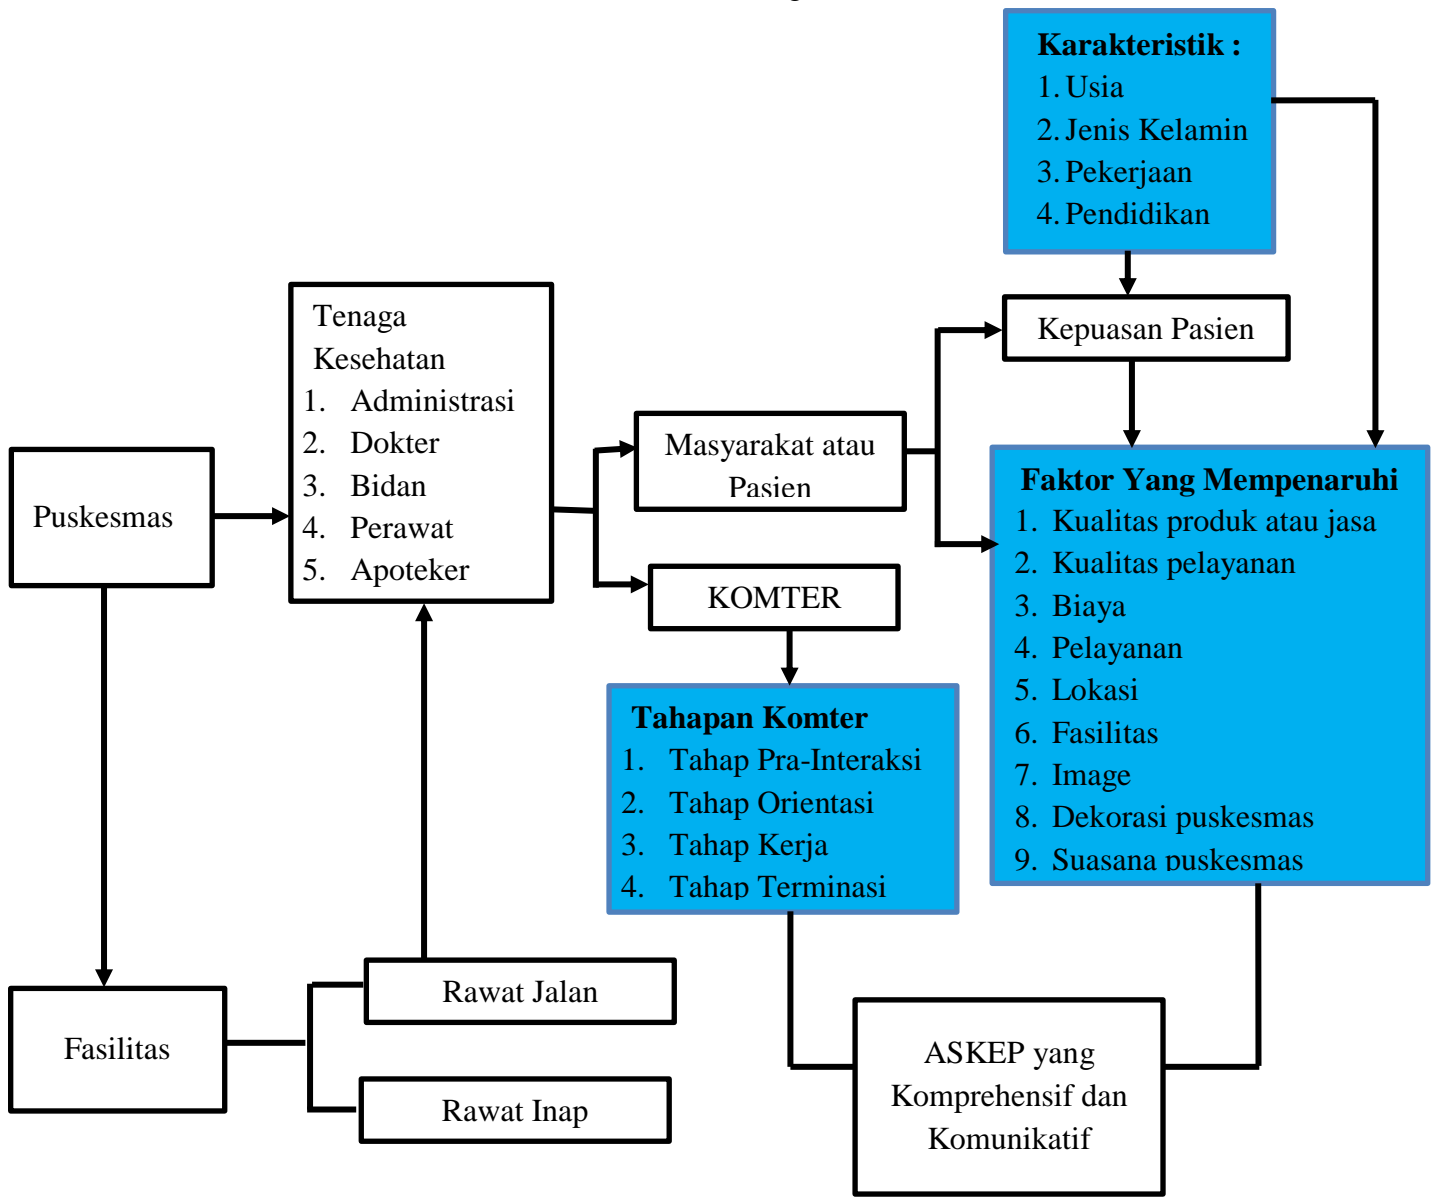 Karakteristik :
1. Usia
2. Jenis Kelamin
3. Pekerjaan
4. Pendidikan
Kepuasan Pasien
Tenaga
Kesehatan
1. Administrasi
2. Dokter
3. Bidan
4. Perawat
5. Apoteker
Masyarakat atau
Pasien
Puskesmas
KOMTER
Faktor Yang Mempenaruhi
1. Kualitas produk atau jasa
2. Kualitas pelayanan
3. Biaya
4. Pelayanan
5. Lokasi
6. Fasilitas
7. Image
8. Dekorasi puskesmas
9. Suasana puskesmas
Tahapan Komter
1. Tahap Pra-Interaksi
2. Tahap Orientasi
3. Tahap Kerja
4. Tahap Terminasi
Rawat Jalan
Fasilitas
Rawat Inap
ASKEP yang
Komprehensif dan
Komunikatif